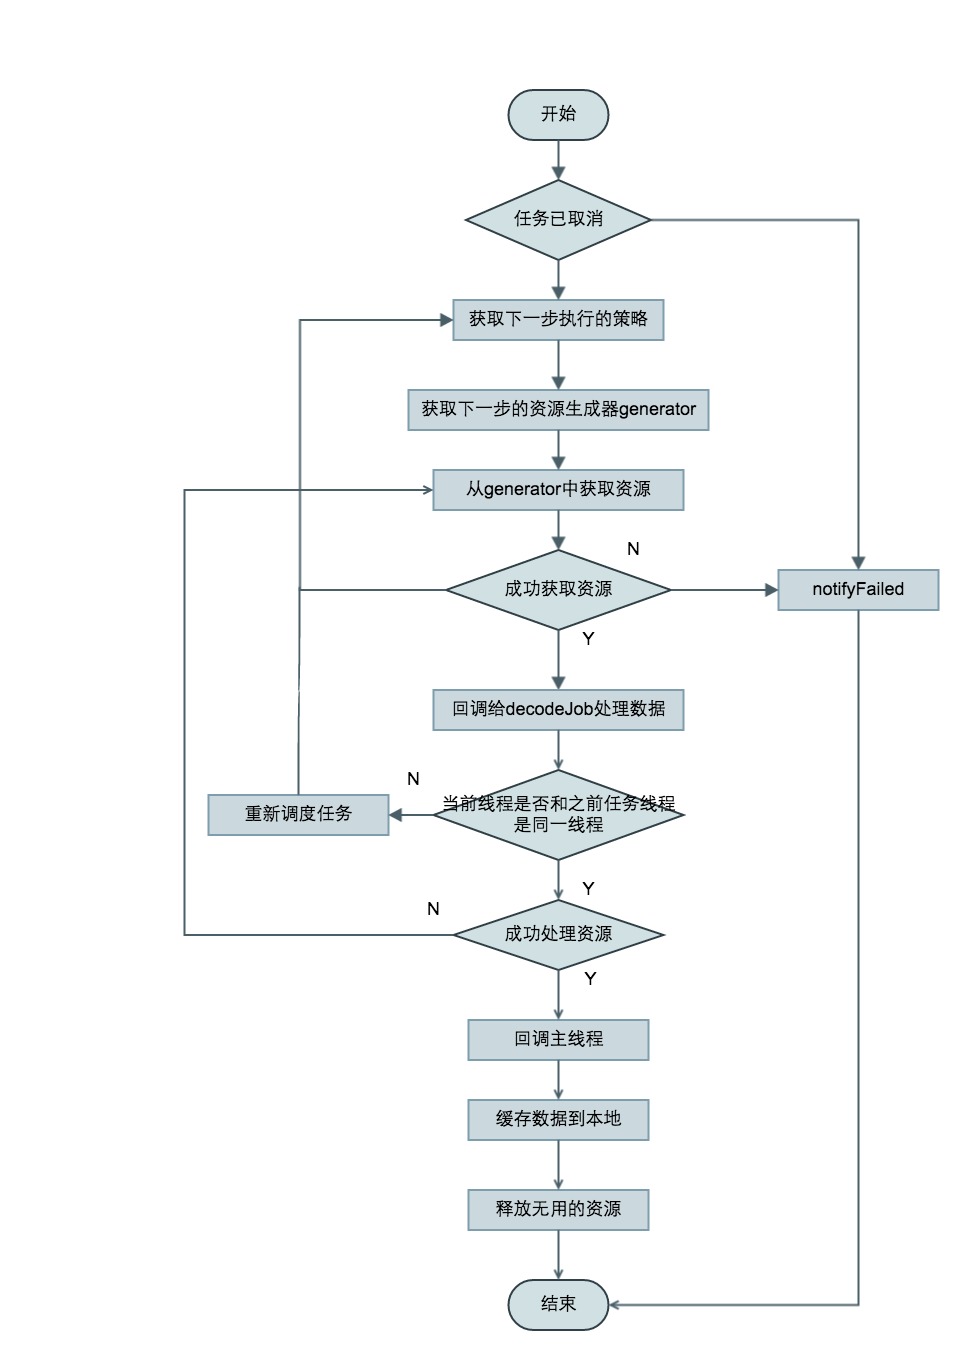 开始
任务已取消
获取下一步执行的策略
获取下一步的资源生成器generator
从generator中获取资源
N
成功获取资源
notifyFailed
Y
回调给decodeJob处理数据
N
当前线程是否和之前任务线程
是同一线程
重新调度任务
Y
N
成功处理资源
Y
回调主线程
缓存数据到本地
释放无用的资源
结束